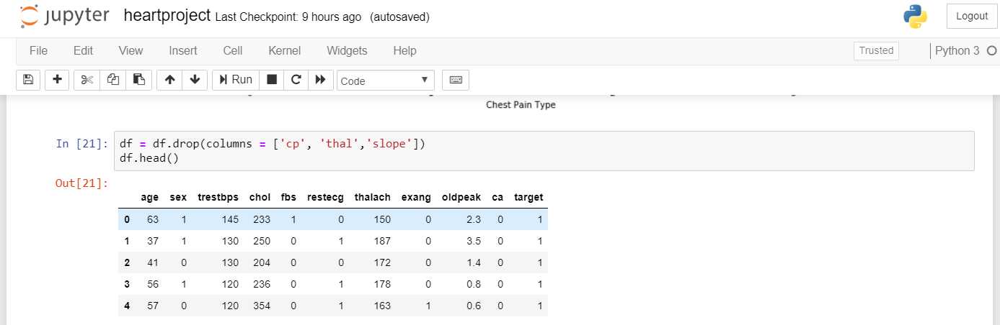 jupyter heartproject Last Checkpoint: 9 hours ago (autosaved)
Logout
File Edit View Insert Cell Kernel Widgets Help
Trusted
Python 3
Run
Code
Chest Pain Type
In [21]: df = df.drop(columns = ['cp', 'thal','slope'])
df.head()
Out[21]:
age sex trestbps chol fbs restecg thalach exang oldpeak ca target
0 63 1 145 233 1 0 150 0 2.3 0 1
1 37 1 130 250 0 1 187 0 3.5 0 1
2 41 0 130 204 0 0 172 0 1.4 0 1
3 56 1 120 236 0 1 178 0 0.8 0 1
4 57 0 120 354 0 1 163 1 0.6 0 1